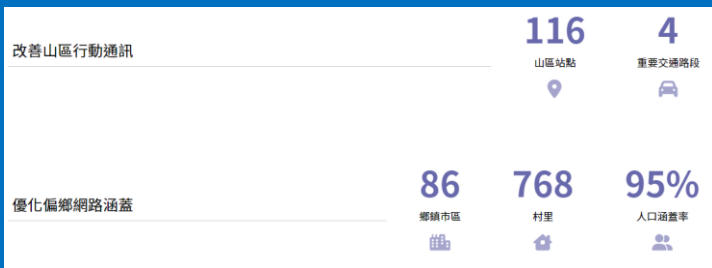 改善山區行動通訊
116
山區站點
4
重要交通路段
優化偏鄉網路涵蓋
86
鄉鎮市區
768
村里
95%
人口涵蓋率